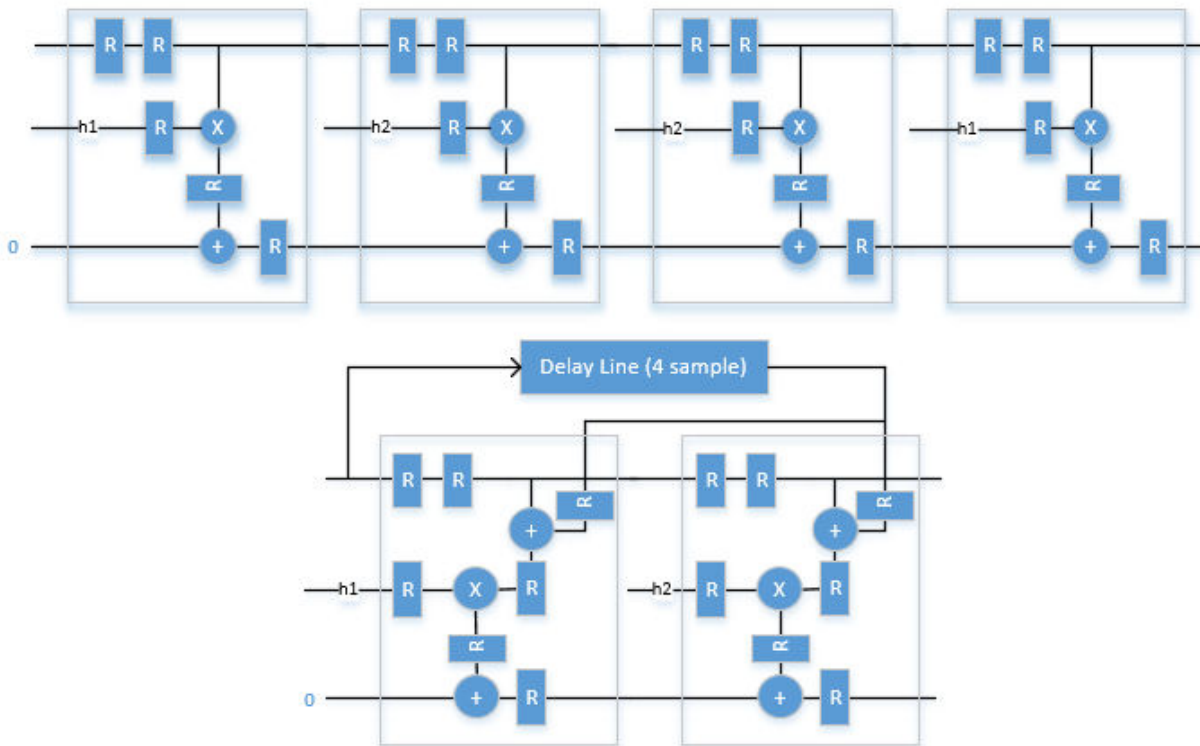 R R R R R R R R
h1 R X h2 R X h2 R X h1 R X
R R R R
0 + R + R + R + R
Delay Line (4 sample)
R R R R R R
+ +
h1 R X R h2 R X R
R R
0 + R + R